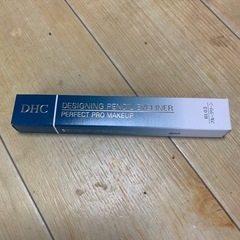 DHC
DESIGNING PENCIL EYELINER
PERFECT PRO MAKEUP